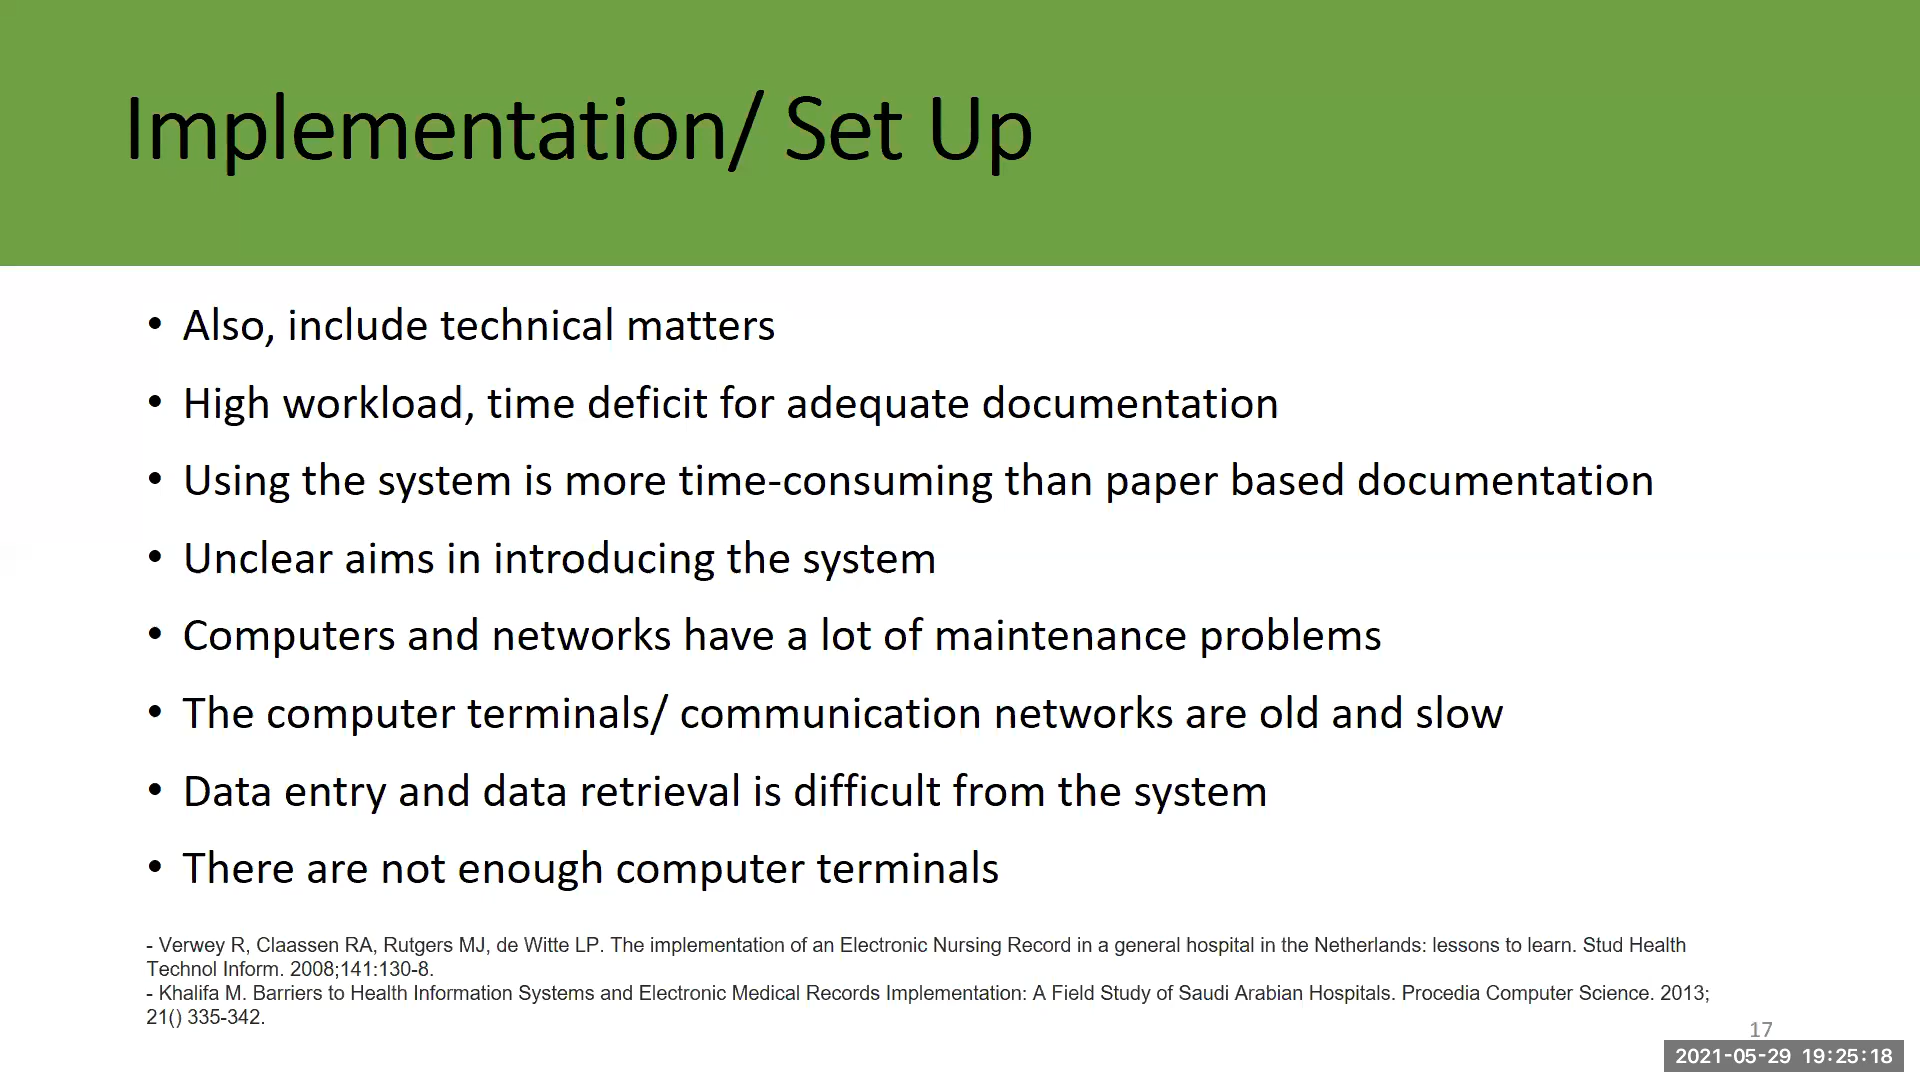 Implementation/ Set Up
• Also, include technical matters
• High workload, time deficit for adequate documentation
• Using the system is more time-consuming than paper based documentation
• Unclear aims in introducing the system
• Computers and networks have a lot of maintenance problems
• The computer terminals/ communication networks are old and slow
• Data entry and data retrieval is difficult from the system
• There are not enough computer terminals
- Verwey R, Claassen RA, Rutgers MJ, de Witte LP. The implementation of an Electronic Nursing Record in a general hospital in the Netherlands: lessons to learn. Stud Health
Technol Inform. 2008;141:130-8.
- Khalifa M. Barriers to Health Information Systems and Electronic Medical Records Implementation: A Field Study of Saudi Arabian Hospitals. Procedia Computer Science. 2013;
21() 335-342.
17
2021-05-29 19:25:18